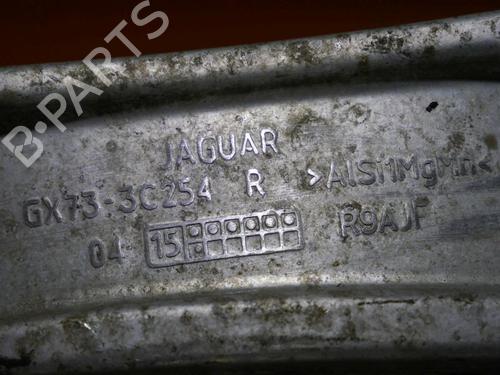 B-PARTS
JAGUAR
GX73-3C254 R >AlSi1MgMn<
04 15 R9AJF